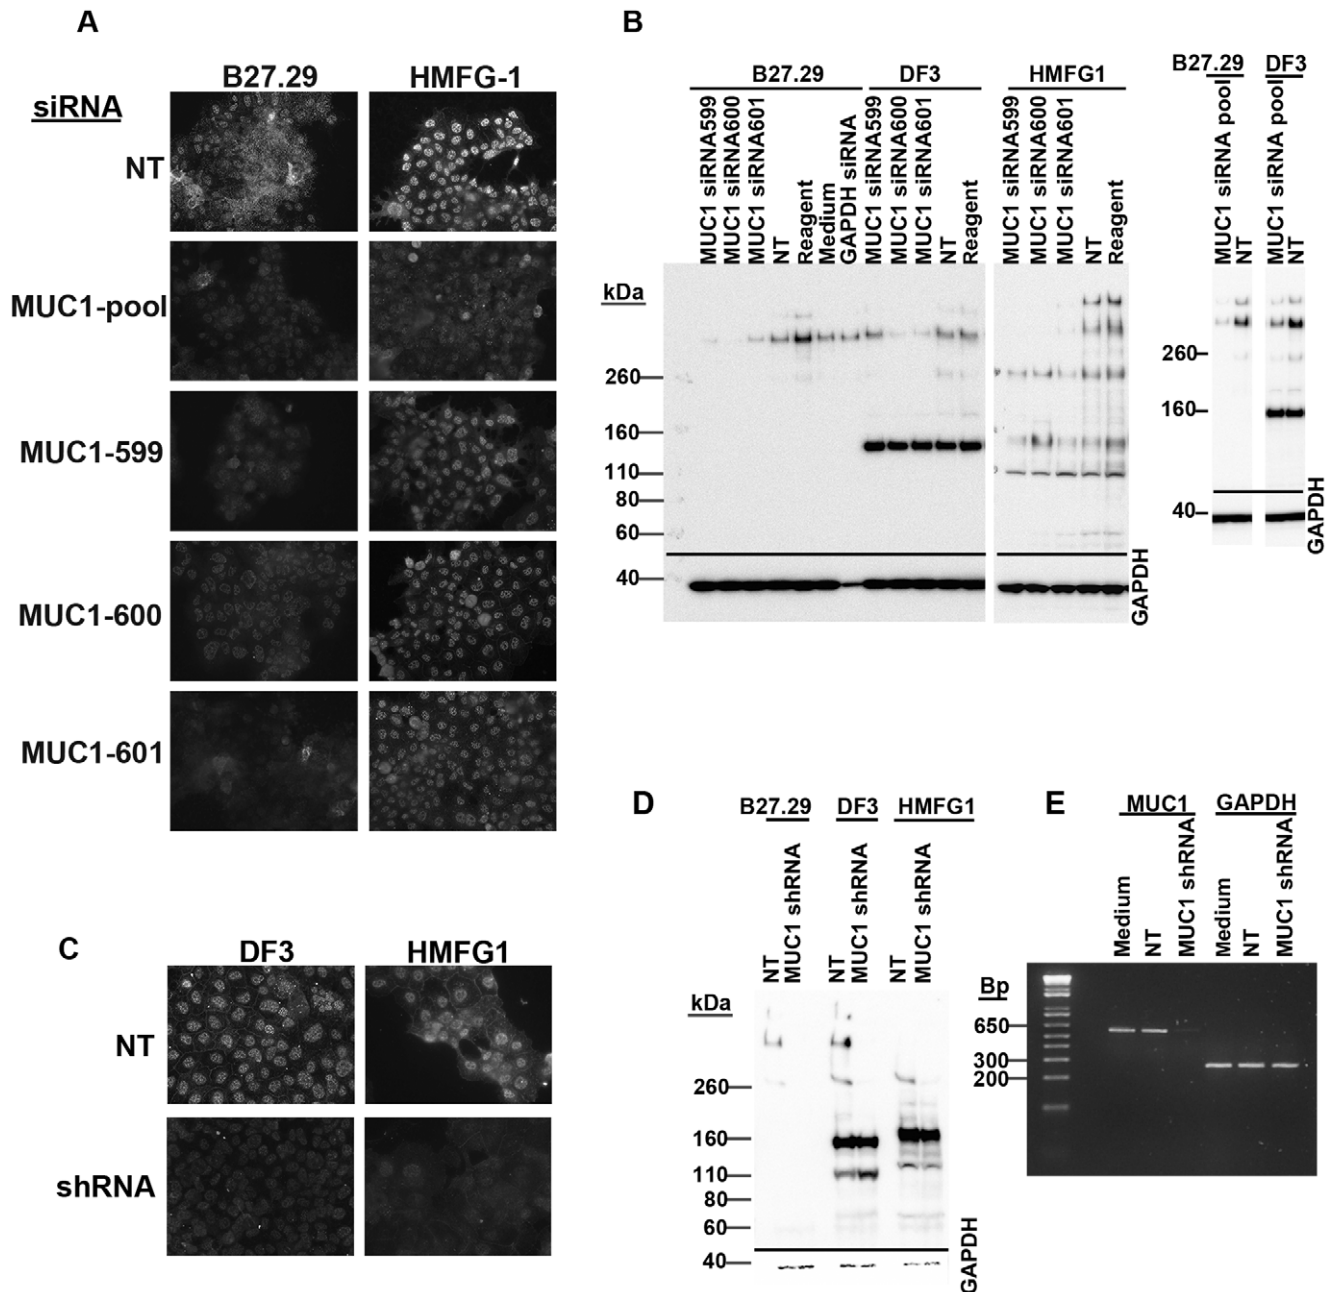 A
B27.29 HMFG-1
siRNA
NT
MUC1-pool
MUC1-599
MUC1-600
MUC1-601
B
B27.29 DF3 HMFG1
MUC1 siRNA599
MUC1 siRNA600
MUC1 siRNA601
NT
Reagent
Medium
GAPDH siRNA
MUC1 siRNA599
MUC1 siRNA600
MUC1 siRNA601
NT
Reagent
MUC1 siRNA599
MUC1 siRNA600
MUC1 siRNA601
NT
Reagent
kDa
260
160
110
80
60
40
GAPDH
B27.29 DF3
MUC1 siRNA pool
NT
MUC1 siRNA pool
NT
260
160
40
GAPDH
C
DF3 HMFG1
NT
shRNA
D
B27.29 DF3 HMFG1
NT
MUC1 shRNA
NT
MUC1 shRNA
NT
MUC1 shRNA
kDa
260
160
110
80
60
40
GAPDH
E
MUC1 GAPDH
Medium
NT
MUC1 shRNA
Medium
NT
MUC1 shRNA
Bp
650
300
200